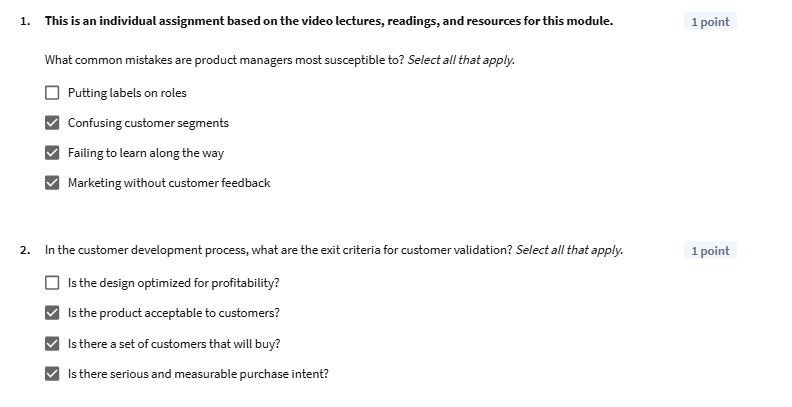 1. This is an individual assignment based on the video lectures, readings, and resources for this module. 1 point
What common mistakes are product managers most susceptible to? Select all that apply.
Putting labels on roles
Confusing customer segments
Failing to learn along the way
Marketing without customer feedback
2. In the customer development process, what are the exit criteria for customer validation? Select all that apply. 1 point
Is the design optimized for profitability?
Is the product acceptable to customers?
Is there a set of customers that will buy?
Is there serious and measurable purchase intent?